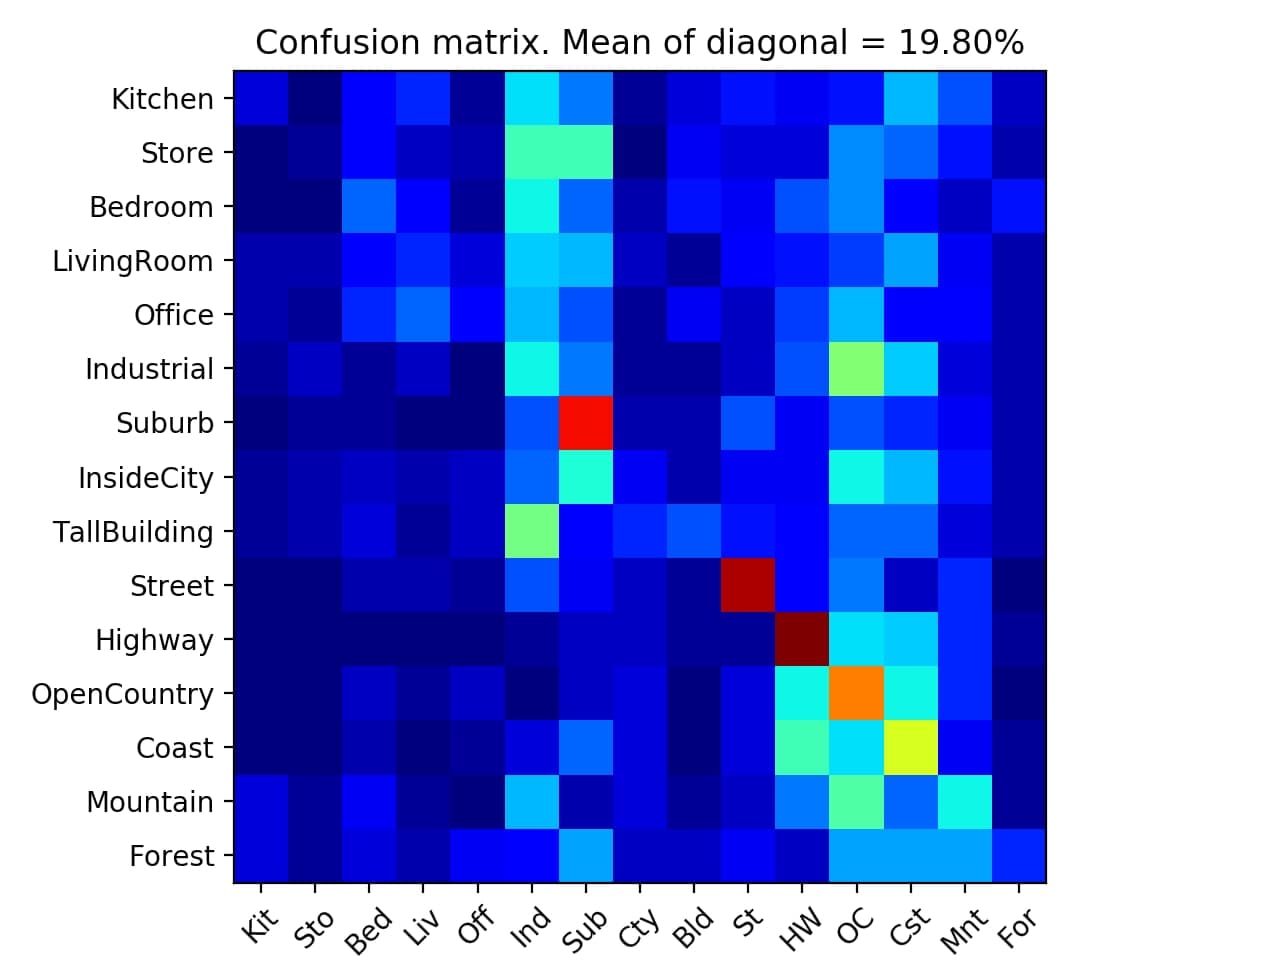 Confusion matrix. Mean of diagonal = 19.80%
Kitchen
Store
Bedroom
LivingRoom
Office
Industrial
Suburb
InsideCity
TallBuilding
Street
Highway
OpenCountry
Coast
Mountain
Forest
Kit Sto Bed Liv Off Ind Sub Cty Bld St HW OC Cst Mnt For